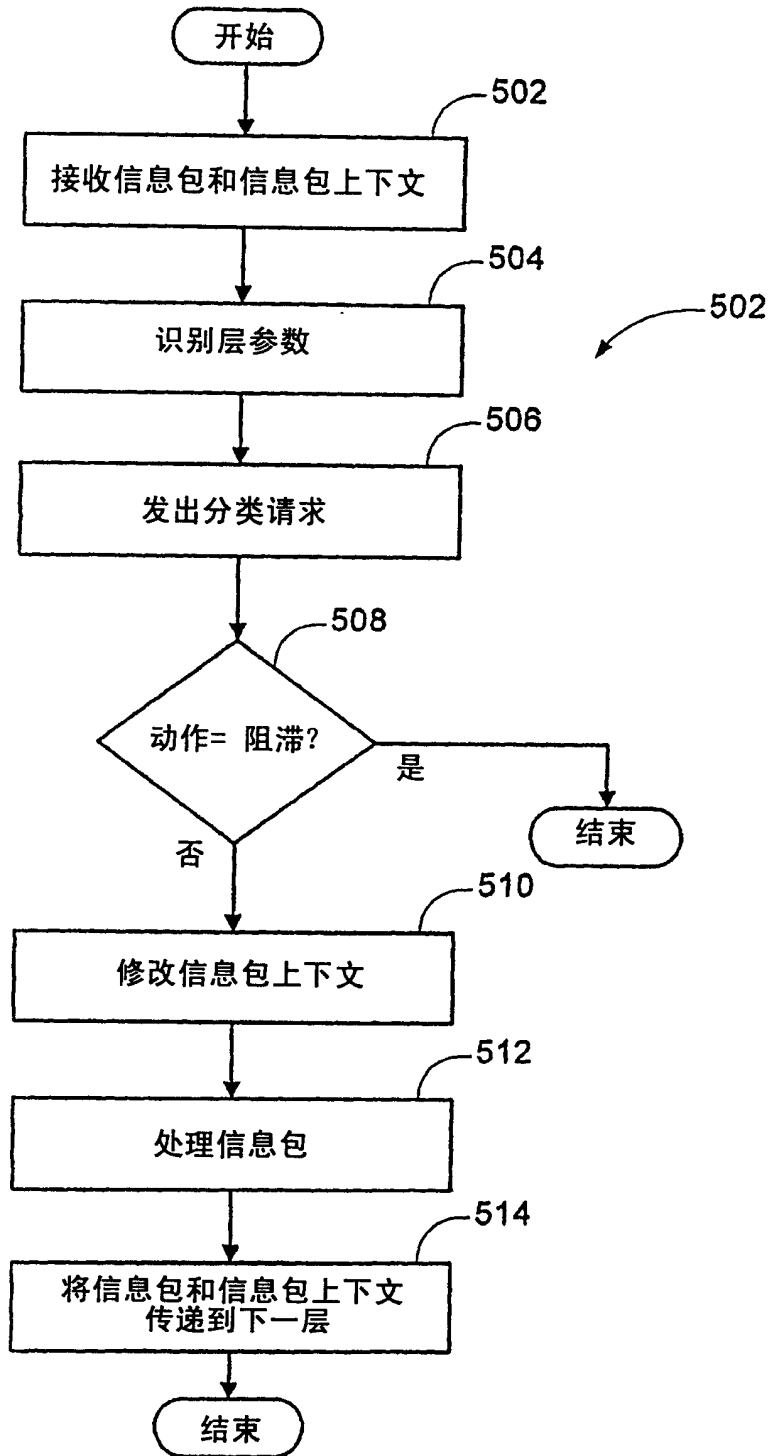 开始
502
接收信息包和信息包上下文
504
识别层参数
502
506
发出分类请求
508
动作= 阻滞?
是
结束
否
510
修改信息包上下文
512
处理信息包
514
将信息包和信息包上下文
传递到下一层
结束